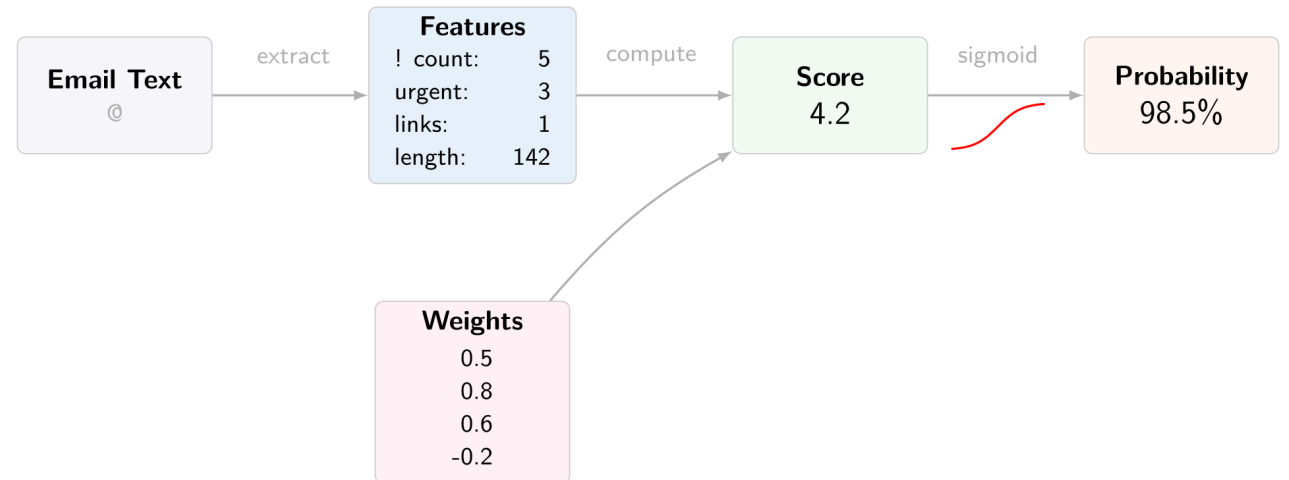 Email Text
@
extract
Features
! count: 5
urgent: 3
links: 1
length: 142
compute
Score
4.2
sigmoid
Probability
98.5%
Weights
0.5
0.8
0.6
-0.2